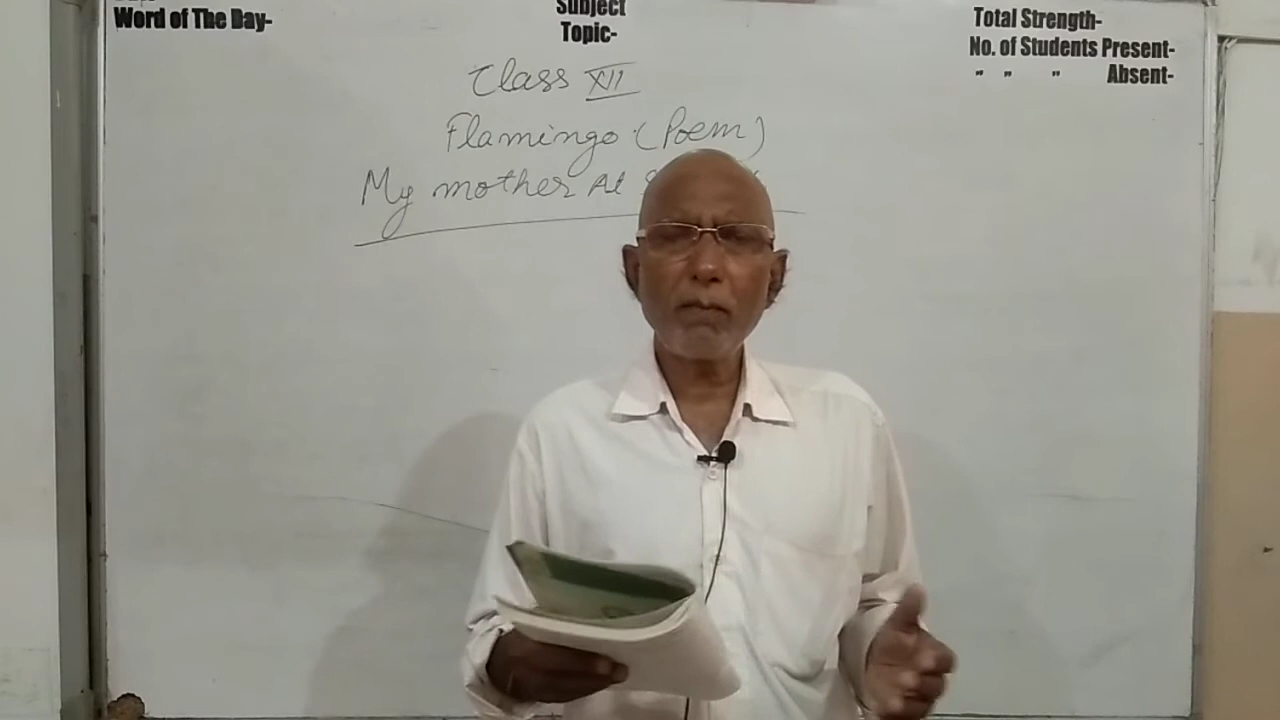 Word of The Day-
Subject
Topic-
Total Strength-
No. of Students Present-
" " " Absent-
Class XII
Flamingo (Poem)
My mother At